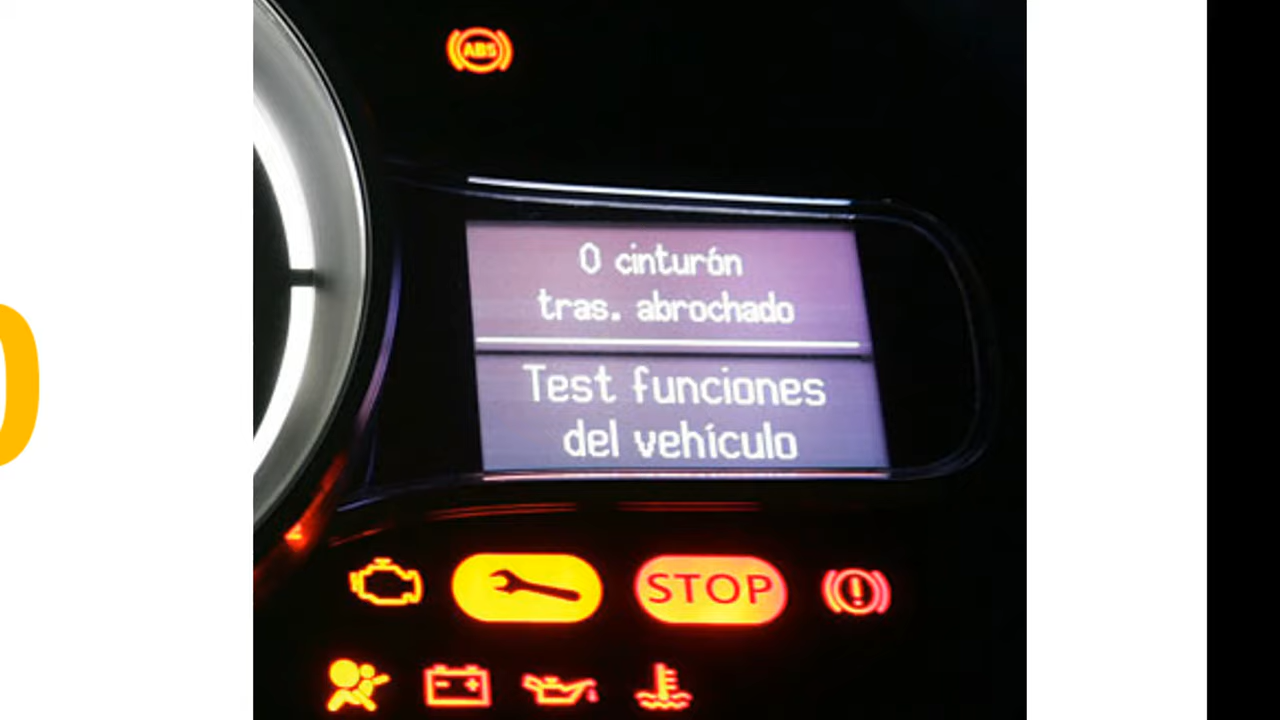 ABS
0 cinturón
tras. abrochado
Test funciones
del vehículo
STOP